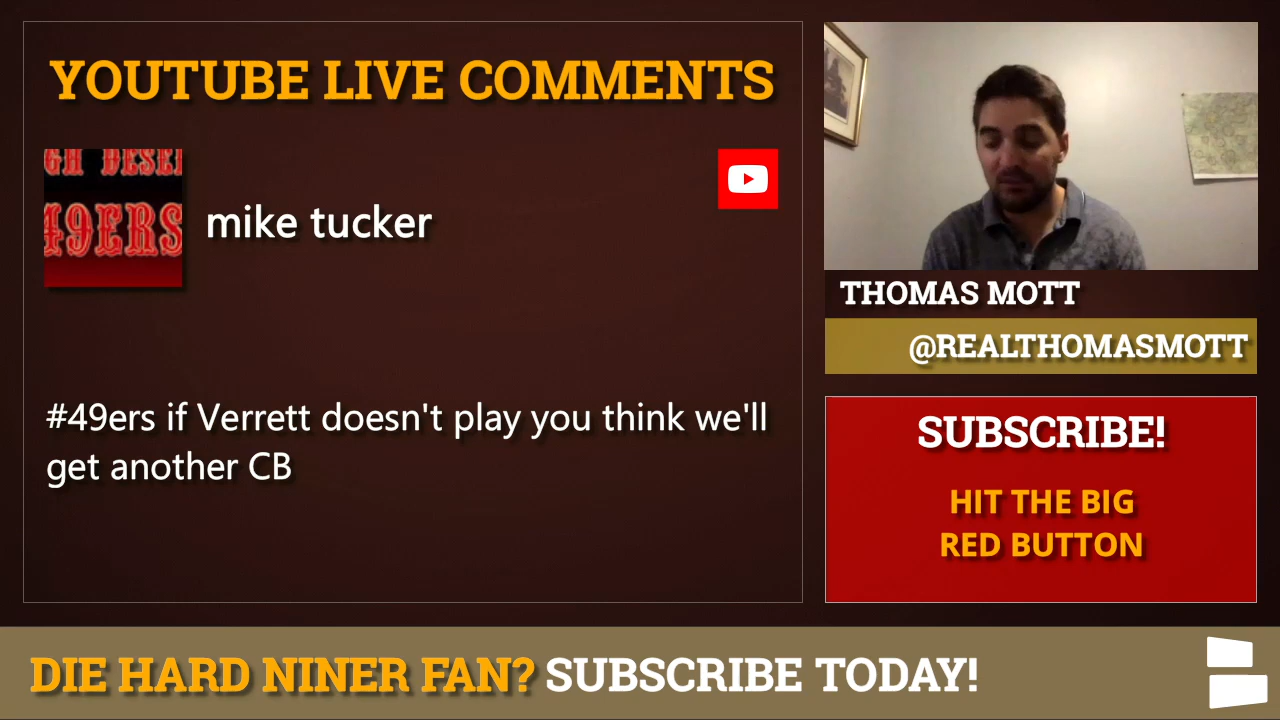 YOUTUBE LIVE COMMENTS
49ERS
mike tucker
#49ers if Verrett doesn't play you think we'll
get another CB
THOMAS MOTT
@REALTHOMASMOTT
SUBSCRIBE!
HIT THE BIG
RED BUTTON
DIE HARD NINER FAN? SUBSCRIBE TODAY!